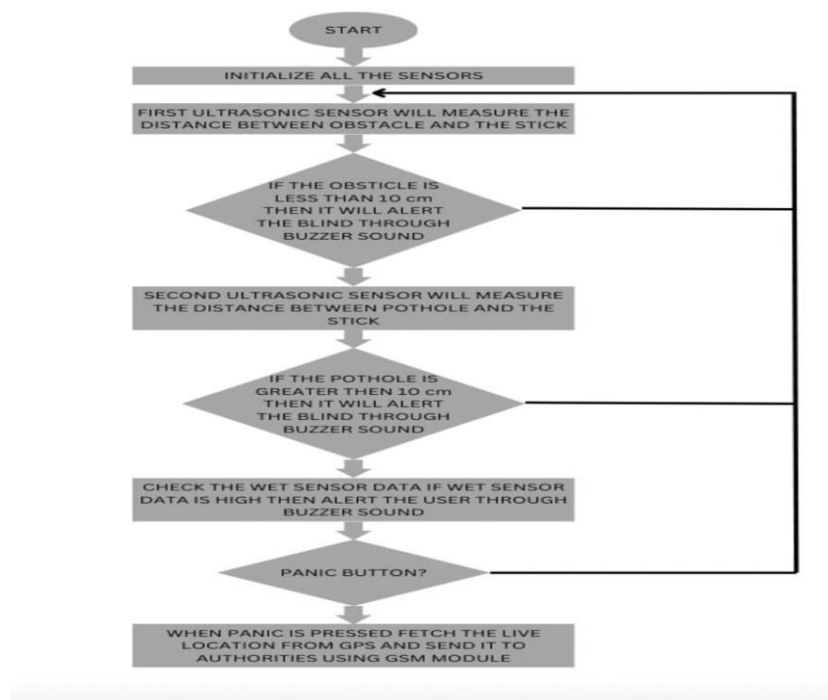 START
INITIALIZE ALL THE SENSORS
FIRST ULTRASONIC SENSOR WILL MEASURE THE
DISTANCE BETWEEN OBSTACLE AND THE STICK
IF THE OBSTICLE IS
LESS THAN 10 cm
THEN IT WILL ALERT
THE BLIND THROUGH
BUZZER SOUND
SECOND ULTRASONIC SENSOR WILL MEASURE
THE DISTANCE BETWEEN POTHOLE AND THE
STICK
IF THE POTHOLE IS
GREATER THEN 10 cm
THEN IT WILL ALERT
THE BLIND THROUGH
BUZZER SOUND
CHECK THE WET SENSOR DATA IF WET SENSOR
DATA IS HIGH THEN ALERT THE USER THROUGH
BUZZER SOUND
PANIC BUTTON?
WHEN PANIC IS PRESSED FETCH THE LIVE
LOCATION FROM GPS AND SEND IT TO
AUTHORITIES USING GSM MODULE